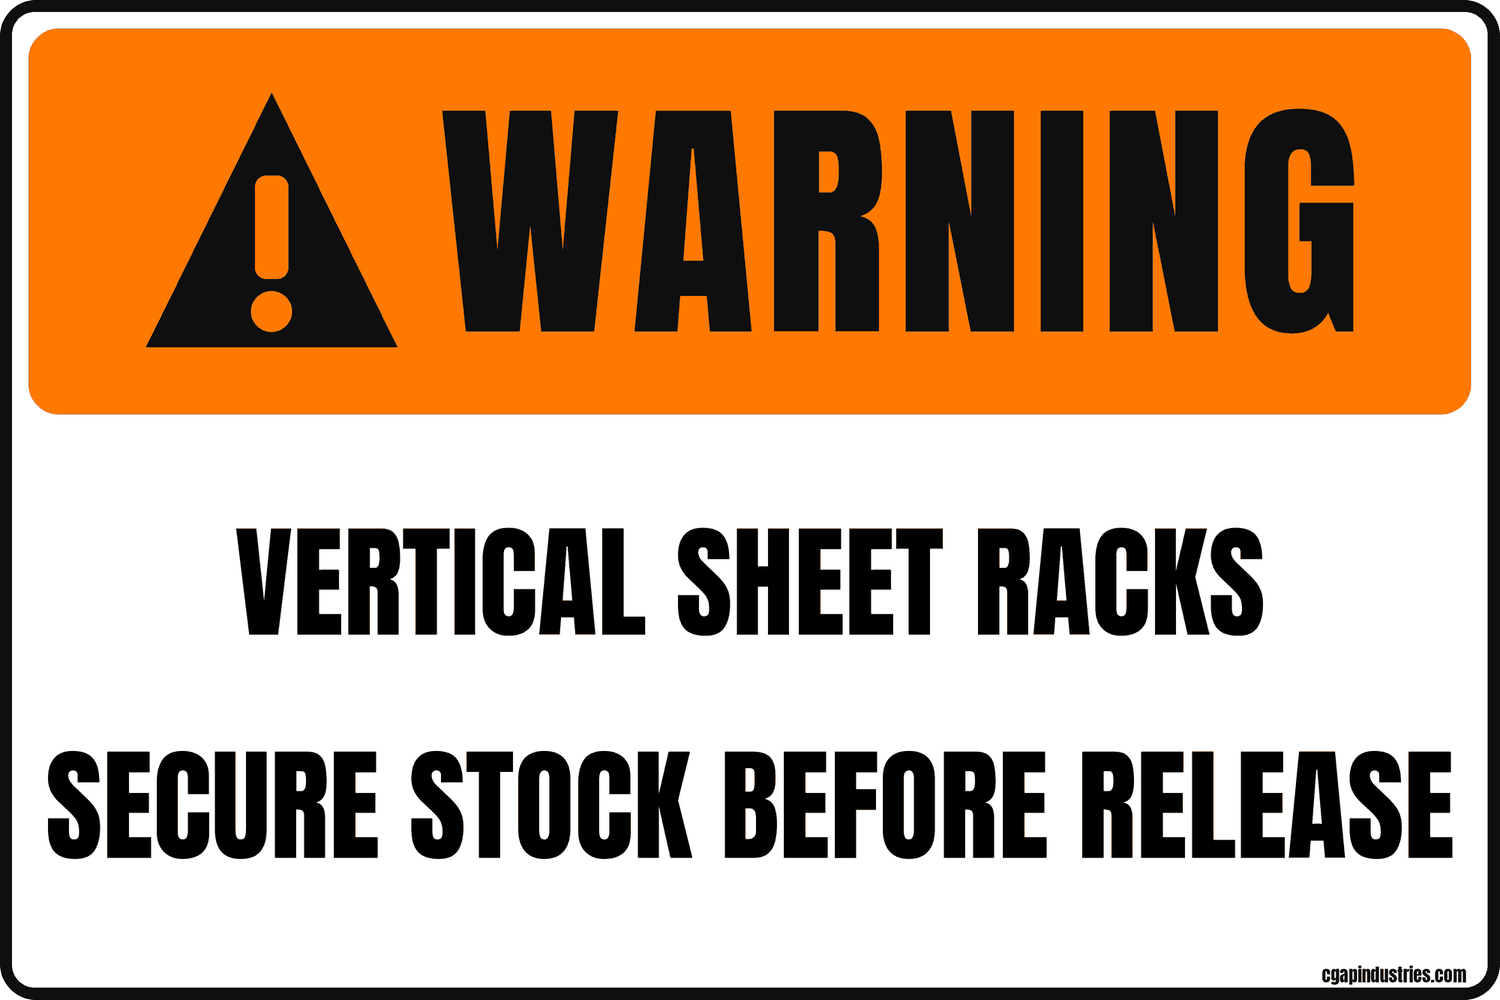 WARNING
VERTICAL SHEET RACKS
SECURE STOCK BEFORE RELEASE
cgapindustries.com